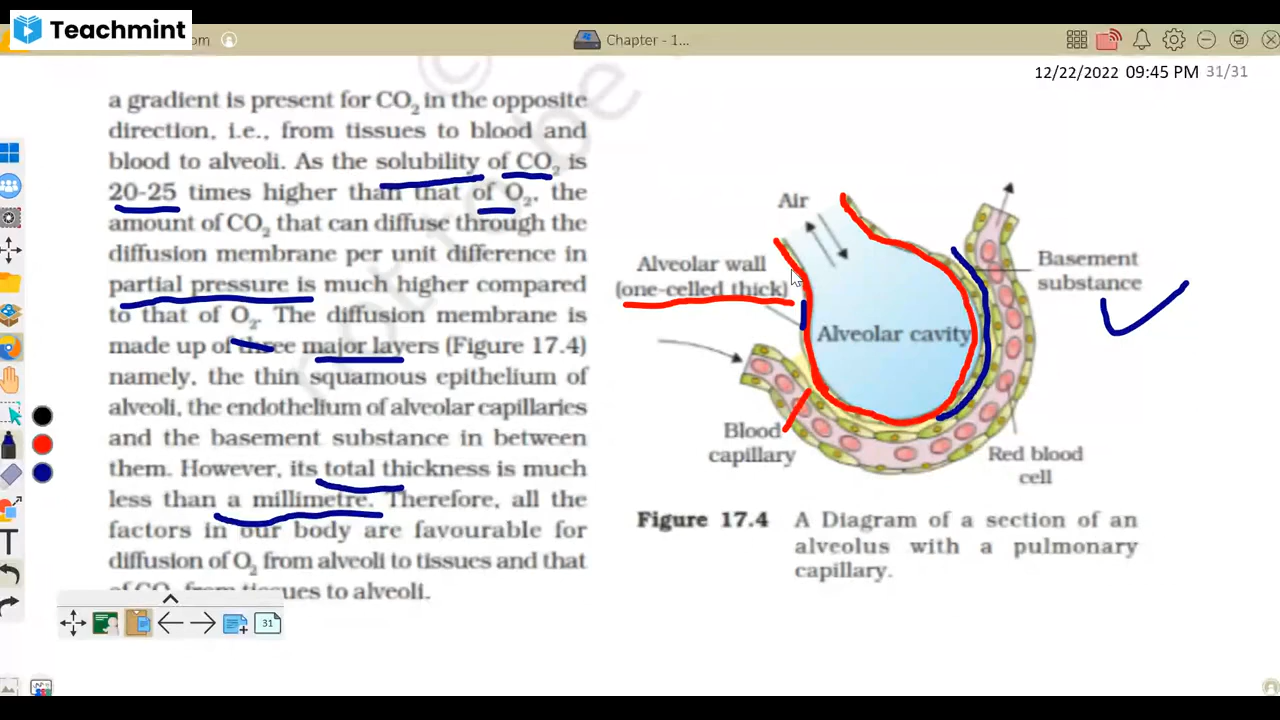 Teachmint
om
Chapter - 1...
12/22/2022 09:45 PM 31/31
a gradient is present for CO₂ in the opposite
direction, i.e., from tissues to blood and
blood to alveoli. As the solubility of CO₂ is
20-25 times higher than that of O₂, the
amount of CO₂ that can diffuse through the
diffusion membrane per unit difference in
partial pressure is much higher compared
to that of O₂. The diffusion membrane is
made up of three major layers (Figure 17.4)
namely, the thin squamous epithelium of
alveoli, the endothelium of alveolar capillaries
and the basement substance in between
them. However, its total thickness is much
less than a millimetre. Therefore, all the
factors in our body are favourable for
diffusion of O₂ from alveoli to tissues and that
of CO₂ from tissues to alveoli.
not to be
©
Air
Alveolar wall
(one-celled thick)
Basement
substance
Alveolar cavity
Blood
capillary
Red blood
cell
Figure 17.4 A Diagram of a section of an
alveolus with a pulmonary
capillary.
T
31